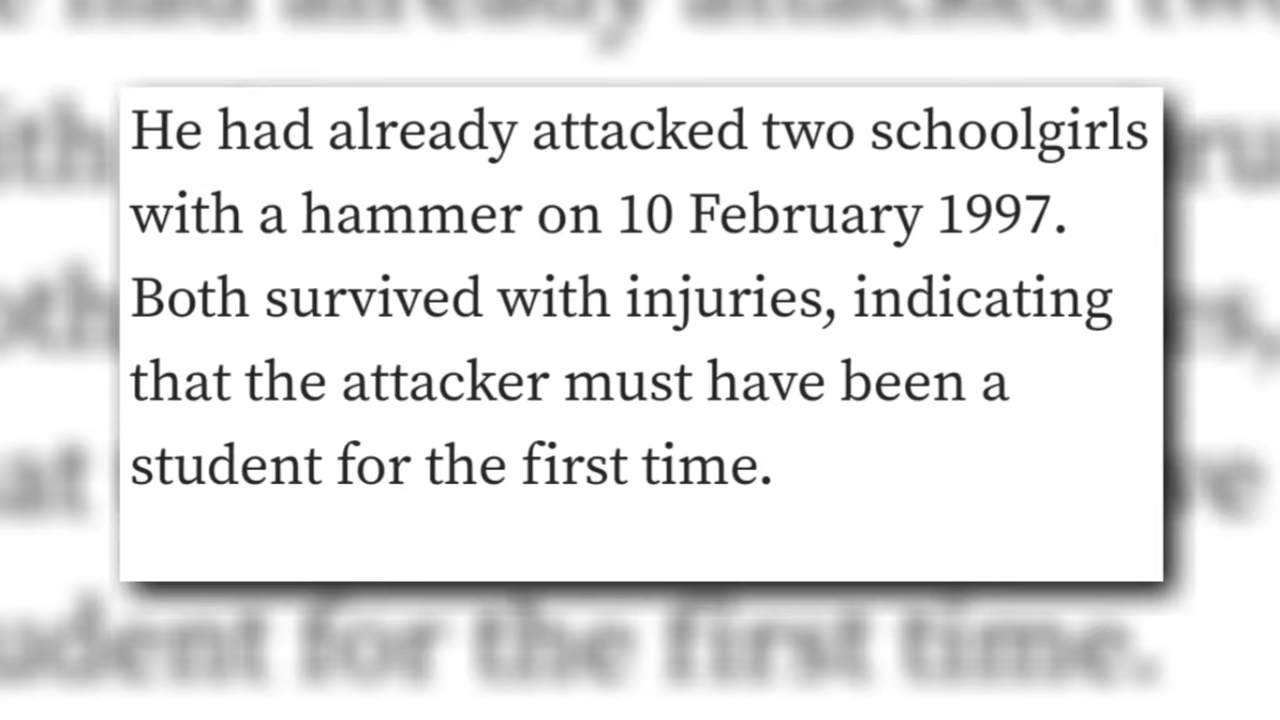 He had already attacked two schoolgirls
with a hammer on 10 February 1997.
Both survived with injuries, indicating
that the attacker must have been a
student for the first time.